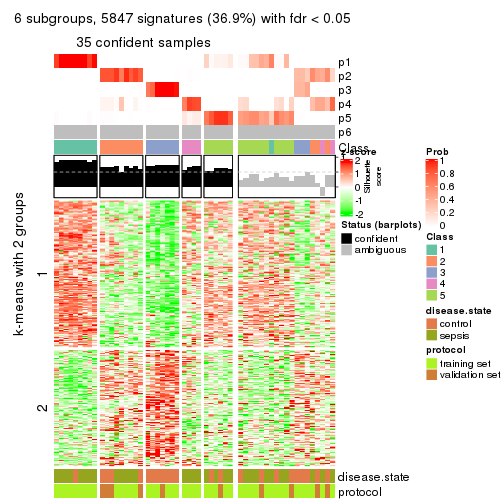 6 subgroups, 5847 signatures (36.9%) with fdr < 0.05
35 confident samples
p1
p2
p3
p4
p5
p6
Class
z-score
2
1
0
-1
-2
Silhouette
score
Prob
1
0.8
0.6
0.4
0.2
0
Status (barplots)
confident
ambiguous
Class
1
2
3
4
5
disease.state
control
sepsis
protocol
training set
validation set
k-means with 2 groups
1
2
disease.state
protocol